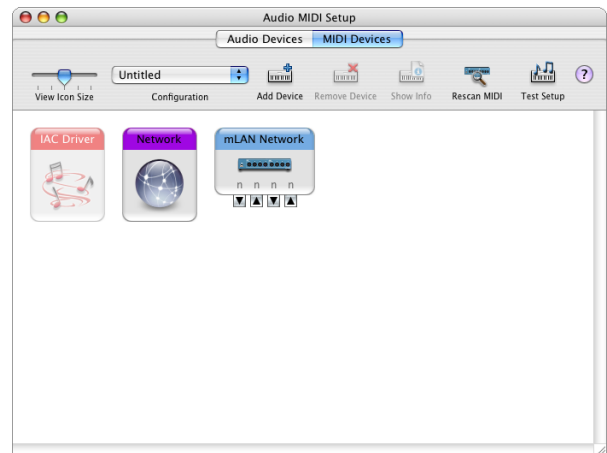 Audio MIDI Setup
Audio Devices MIDI Devices
Untitled
View Icon Size Configuration Add Device Remove Device Show Info Rescan MIDI Test Setup ?
IAC Driver Network mLAN Network
n n n n